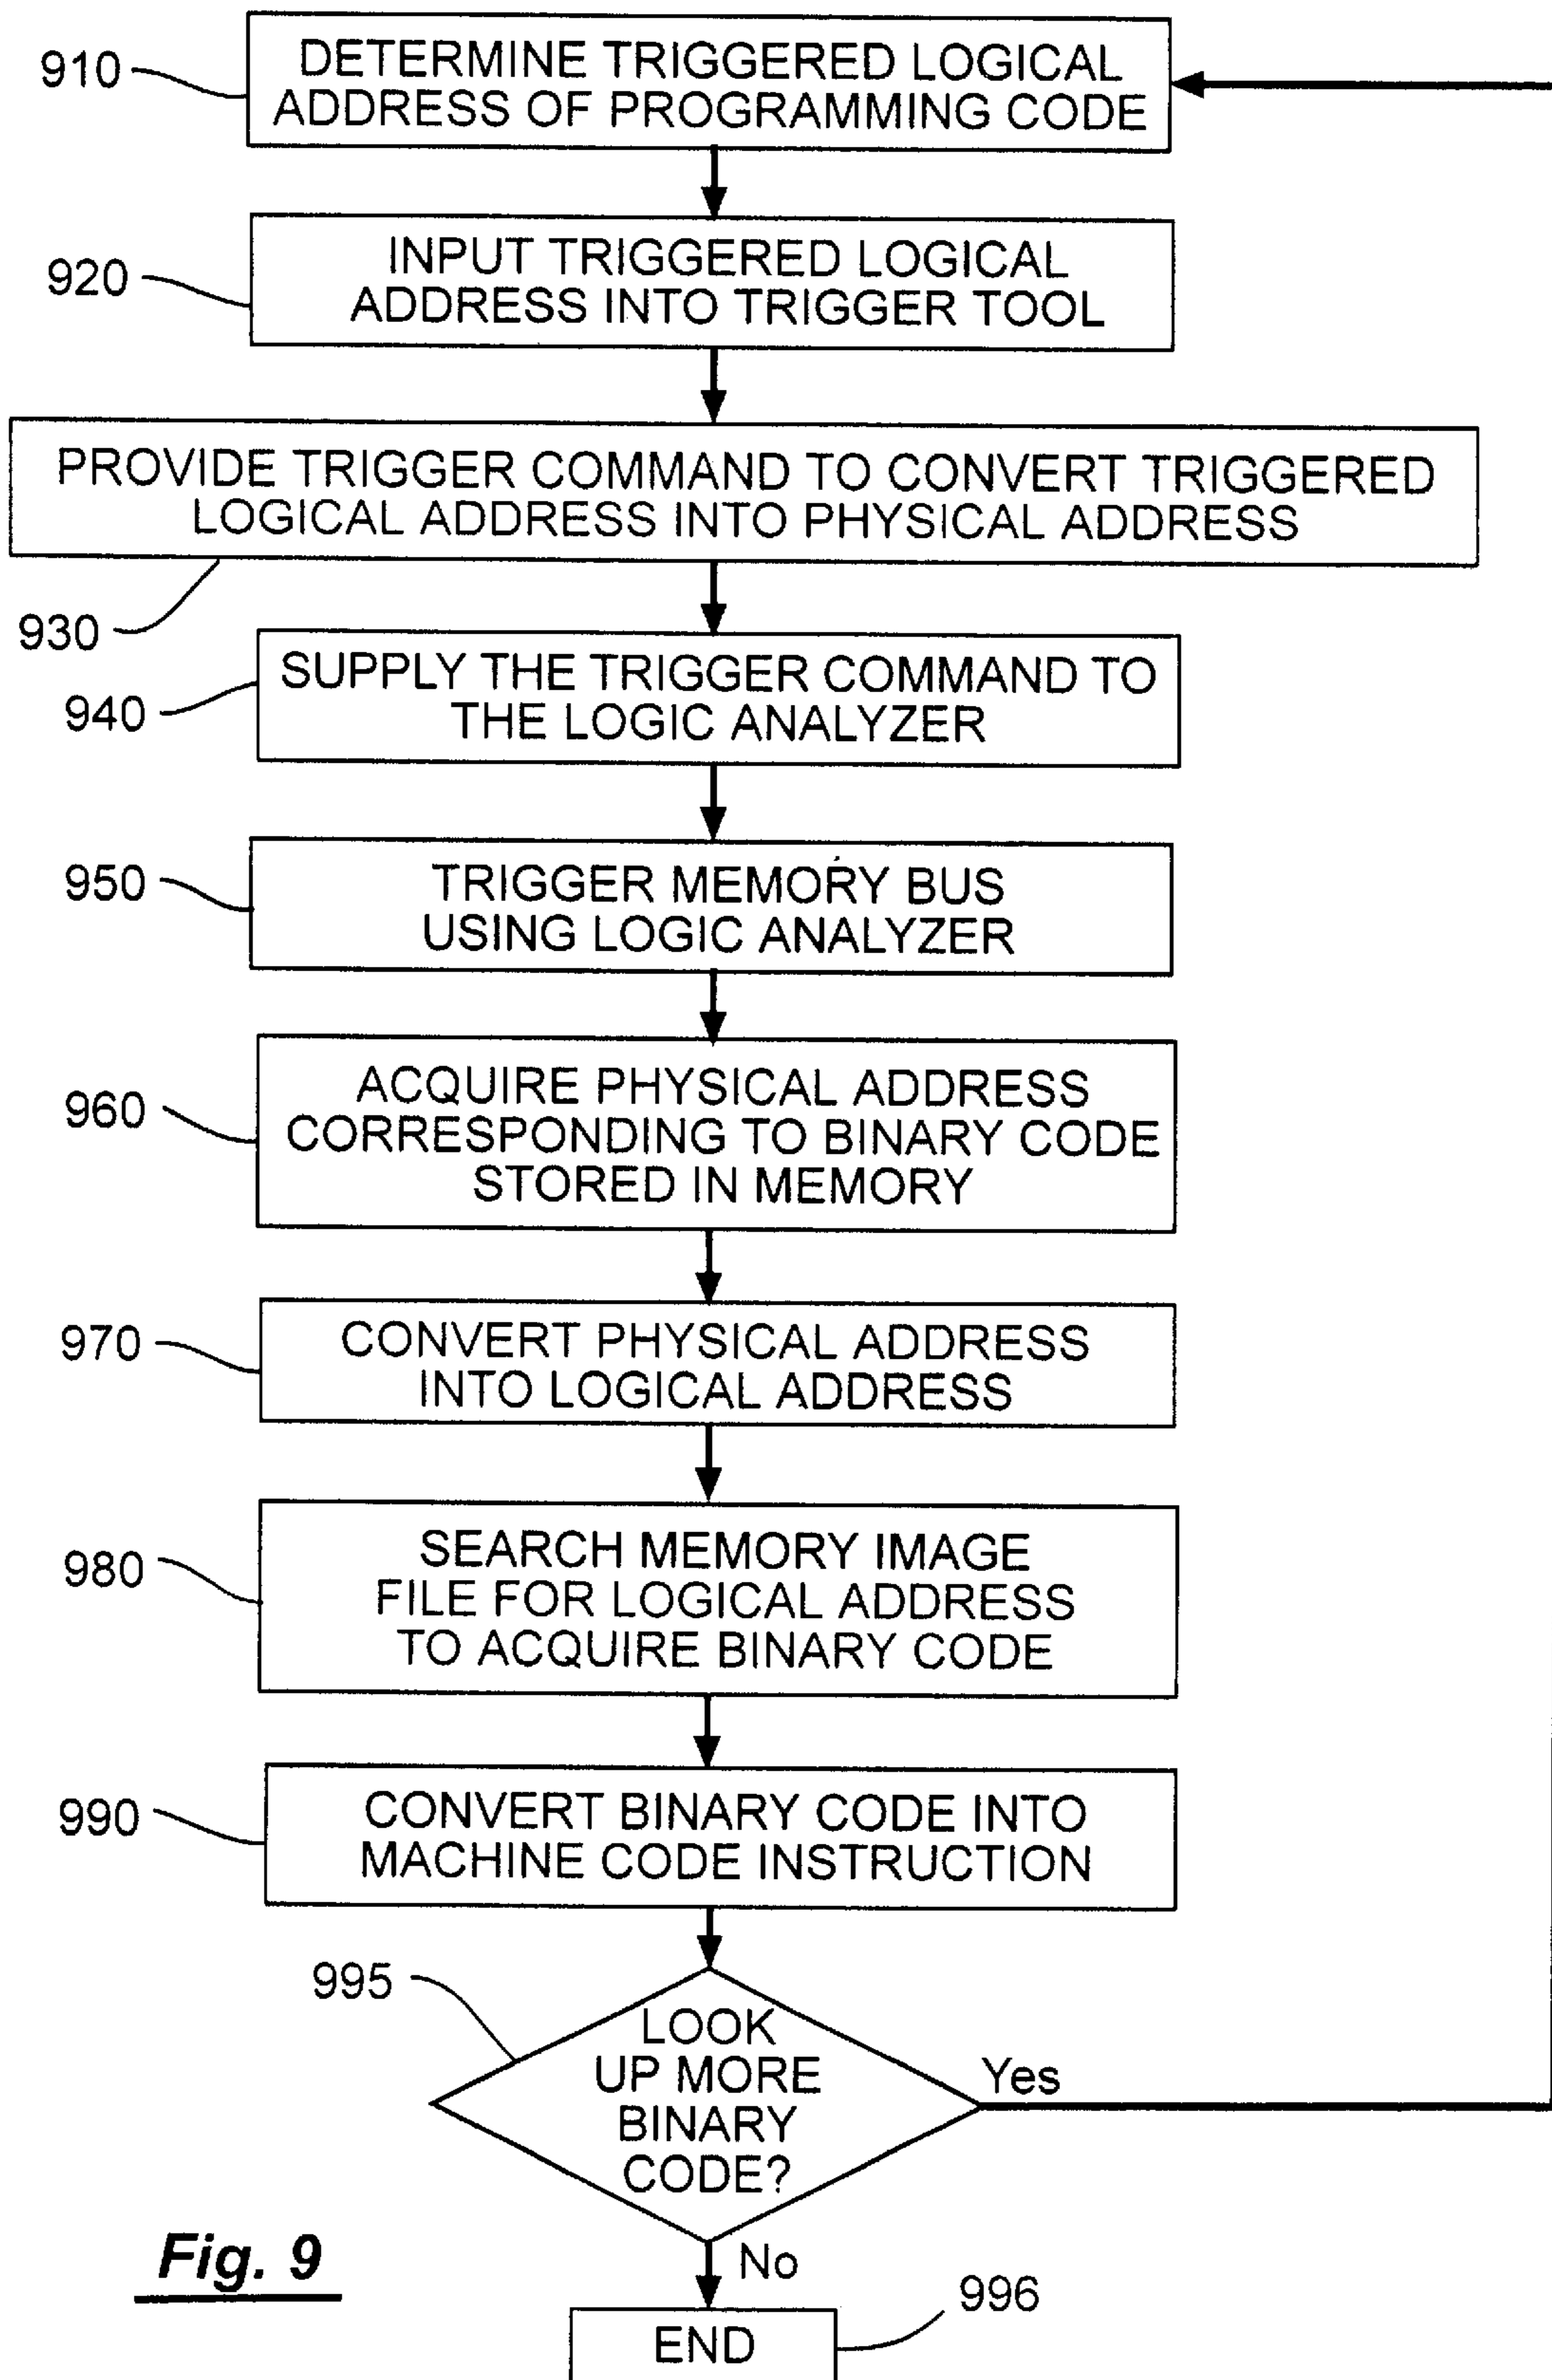 910
DETERMINE TRIGGERED LOGICAL
ADDRESS OF PROGRAMMING CODE
920
INPUT TRIGGERED LOGICAL
ADDRESS INTO TRIGGER TOOL
PROVIDE TRIGGER COMMAND TO CONVERT TRIGGERED
LOGICAL ADDRESS INTO PHYSICAL ADDRESS
930
940
SUPPLY THE TRIGGER COMMAND TO
THE LOGIC ANALYZER
950
TRIGGER MEMORY BUS
USING LOGIC ANALYZER
960
ACQUIRE PHYSICAL ADDRESS
CORRESPONDING TO BINARY CODE
STORED IN MEMORY
970
CONVERT PHYSICAL ADDRESS
INTO LOGICAL ADDRESS
980
SEARCH MEMORY IMAGE
FILE FOR LOGICAL ADDRESS
TO ACQUIRE BINARY CODE
990
CONVERT BINARY CODE INTO
MACHINE CODE INSTRUCTION
995
LOOK
UP MORE
BINARY
CODE?
Yes
No
Fig. 9
996
END